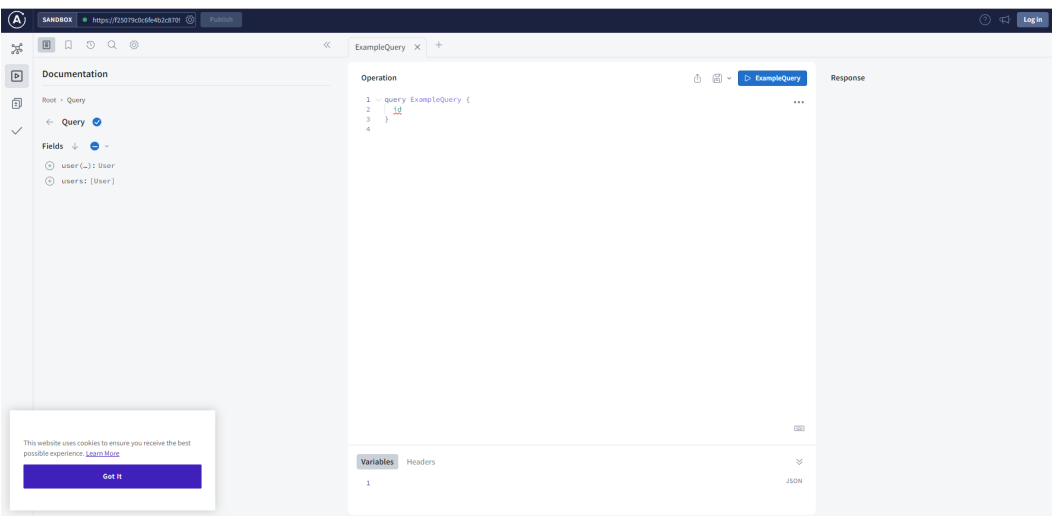 A
SANDBOX
https://f25079c0c6fe4b2c870!
Publish
Log in
ExampleQuery
Documentation
Root
Query
Query
Fields
user(…): User
users: [User]
Operation
ExampleQuery
1 query ExampleQuery {
2 id
3 }
4
Response
Variables Headers
1
JSON
This website uses cookies to ensure you receive the best
possible experience. Learn More
Got It